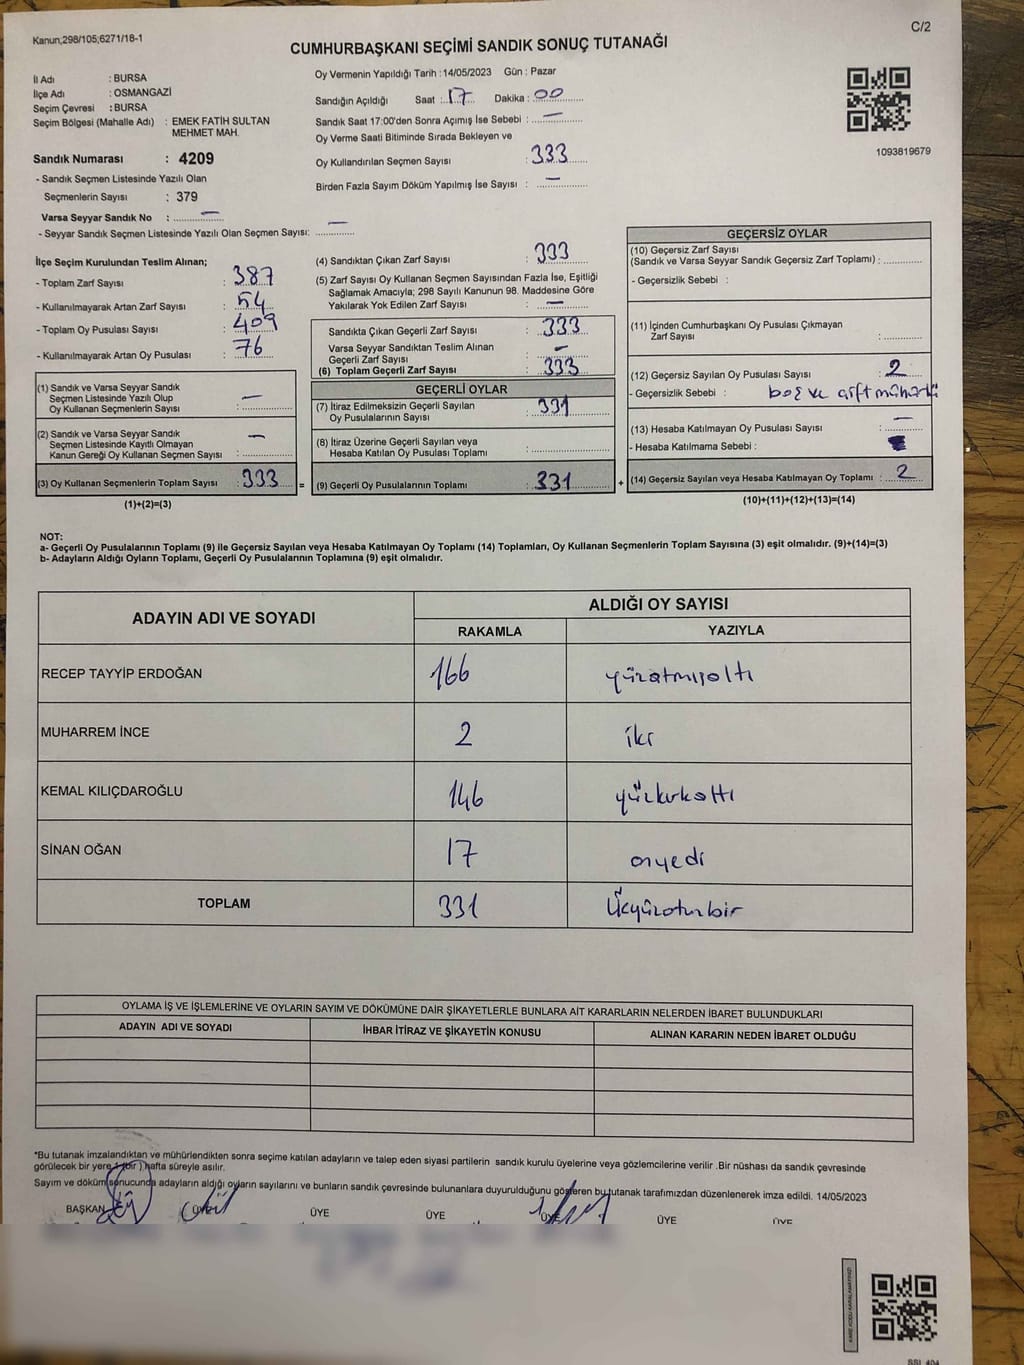 Kanun;298/105;6271/18-1
C/2
CUMHURBAŞKANI SEÇİMİ SANDIK SONUÇ TUTANAĞI
İl Adı : BURSA
İlçe Adı : OSMANGAZİ
Seçim Çevresi : BURSA
Seçim Bölgesi (Mahalle Adı) : EMEK FATİH SULTAN
MEHMET MAH.
Sandık Numarası : 4209
- Sandık Seçmen Listesinde Yazılı Olan
Seçmenlerin Sayısı : 379
Varsa Seyyar Sandık No : —
- Seyyar Sandık Seçmen Listesinde Yazılı Olan Seçmen Sayısı: —
Oy Vermenin Yapıldığı Tarih : 14/05/2023 Gün : Pazar
Sandığın Açıldığı Saat : 17 Dakika : 00
Sandık Saat 17:00'den Sonra Açımış İse Sebebi : —
Oy Verme Saati Bitiminde Sırada Bekleyen ve
Oy Kullandırılan Seçmen Sayısı : 333
Birden Fazla Sayım Döküm Yapılmış İse Sayısı : —
1093819679
İlçe Seçim Kurulundan Teslim Alınan;
- Toplam Zarf Sayısı : 387
- Kullanılmayarak Artan Zarf Sayısı : 54
- Toplam Oy Pusulası Sayısı : 409
- Kullanılmayarak Artan Oy Pusulası : 76
(1) Sandık ve Varsa Seyyar Sandık
Seçmen Listesinde Yazılı Olup
Oy Kullanan Seçmenlerin Sayısı : —
(2) Sandık ve Varsa Seyyar Sandık
Seçmen Listesinde Kayıtlı Olmayan
Kanun Gereği Oy Kullanan Seçmen Sayısı : —
(3) Oy Kullanan Seçmenlerin Toplam Sayısı : 333 =
(1)+(2)=(3)
(4) Sandıktan Çıkan Zarf Sayısı : 333
(5) Zarf Sayısı Oy Kullanan Seçmen Sayısından Fazla İse, Eşitliği
Sağlamak Amacıyla; 298 Sayılı Kanunun 98. Maddesine Göre
Yakılarak Yok Edilen Zarf Sayısı : —
Sandıkta Çıkan Geçerli Zarf Sayısı : 333
Varsa Seyyar Sandıktan Teslim Alınan
Geçerli Zarf Sayısı : —
(6) Toplam Geçerli Zarf Sayısı : 333
GEÇERLİ OYLAR
(7) İtiraz Edilmeksizin Geçerli Sayılan
Oy Pusulalarının Sayısı : 331
(8) İtiraz Üzerine Geçerli Sayılan veya
Hesaba Katılan Oy Pusulası Toplamı :
(9) Geçerli Oy Pusulalarının Toplamı : 331 +
GEÇERSİZ OYLAR
(10) Geçersiz Zarf Sayısı
(Sandık ve Varsa Seyyar Sandık Geçersiz Zarf Toplamı) :
- Geçersizlik Sebebi :
(11) İçinden Cumhurbaşkanı Oy Pusulası Çıkmayan
Zarf Sayısı :
(12) Geçersiz Sayılan Oy Pusulası Sayısı : 2
- Geçersizlik Sebebi : boş ve çift mühürlü
(13) Hesaba Katılmayan Oy Pusulası Sayısı : —
- Hesaba Katılmama Sebebi :
(14) Geçersiz Sayılan veya Hesaba Katılmayan Oy Toplamı : 2
(10)+(11)+(12)+(13)=(14)
NOT:
a- Geçerli Oy Pusulalarının Toplamı (9) ile Geçersiz Sayılan veya Hesaba Katılmayan Oy Toplamı (14) Toplamları, Oy Kullanan Seçmenlerin Toplam Sayısına (3) eşit olmalıdır. (9)+(14)=(3)
b- Adayların Aldığı Oyların Toplamı, Geçerli Oy Pusulalarının Toplamına (9) eşit olmalıdır.
ADAYIN ADI VE SOYADI ALDIĞI OY SAYISI
RAKAMLA YAZIYLA
RECEP TAYYİP ERDOĞAN 166 yüzatmışaltı
MUHARREM İNCE 2 iki
KEMAL KILIÇDAROĞLU 146 yüzkırkaltı
SİNAN OĞAN 17 onyedi
TOPLAM 331 Üçyüzotuzbir
OYLAMA İŞ VE İŞLEMLERİNE VE OYLARIN SAYIM VE DÖKÜMÜNE DAİR ŞİKAYETLERLE BUNLARA AİT KARARLARIN NELERDEN İBARET BULUNDUKLARI
ADAYIN ADI VE SOYADI İHBAR İTİRAZ VE ŞİKAYETİN KONUSU ALINAN KARARIN NEDEN İBARET OLDUĞU
*Bu tutanak imzalandıktan ve mühürlendikten sonra seçime katılan adayların ve talep eden siyasi partilerin sandık kurulu üyelerine veya gözlemcilerine verilir .Bir nüshası da sandık çevresinde
görülecek bir yere 1 (bir ) hafta süreyle asılır.
Sayım ve döküm sonucunda adayların aldığı oyların sayılarını ve bunların sandık çevresinde bulunanlara duyurulduğunu gösteren bu tutanak tarafımızdan düzenlenerek imza edildi. 14/05/2023
BAŞKAN ÜYE ÜYE ÜYE ÜYE ÜYE ÜYE